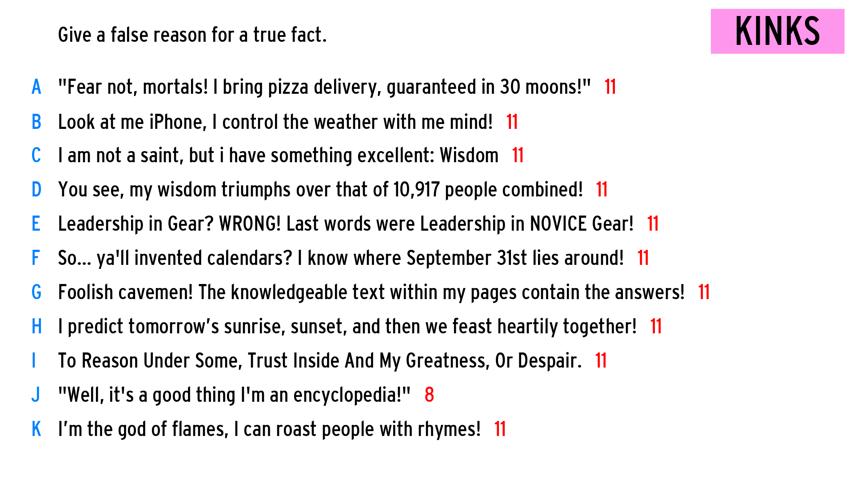 Give a false reason for a true fact.
KINKS
A "Fear not, mortals! I bring pizza delivery, guaranteed in 30 moons!" 11
B Look at me iPhone, I control the weather with me mind! 11
C I am not a saint, but i have something excellent: Wisdom 11
D You see, my wisdom triumphs over that of 10,917 people combined! 11
E Leadership in Gear? WRONG! Last words were Leadership in NOVICE Gear! 11
F So... ya'll invented calendars? I know where September 31st lies around! 11
G Foolish cavemen! The knowledgeable text within my pages contain the answers! 11
H I predict tomorrow's sunrise, sunset, and then we feast heartily together! 11
I To Reason Under Some, Trust Inside And My Greatness, Or Despair. 11
J "Well, it's a good thing I'm an encyclopedia!" 8
K I'm the god of flames, I can roast people with rhymes! 11